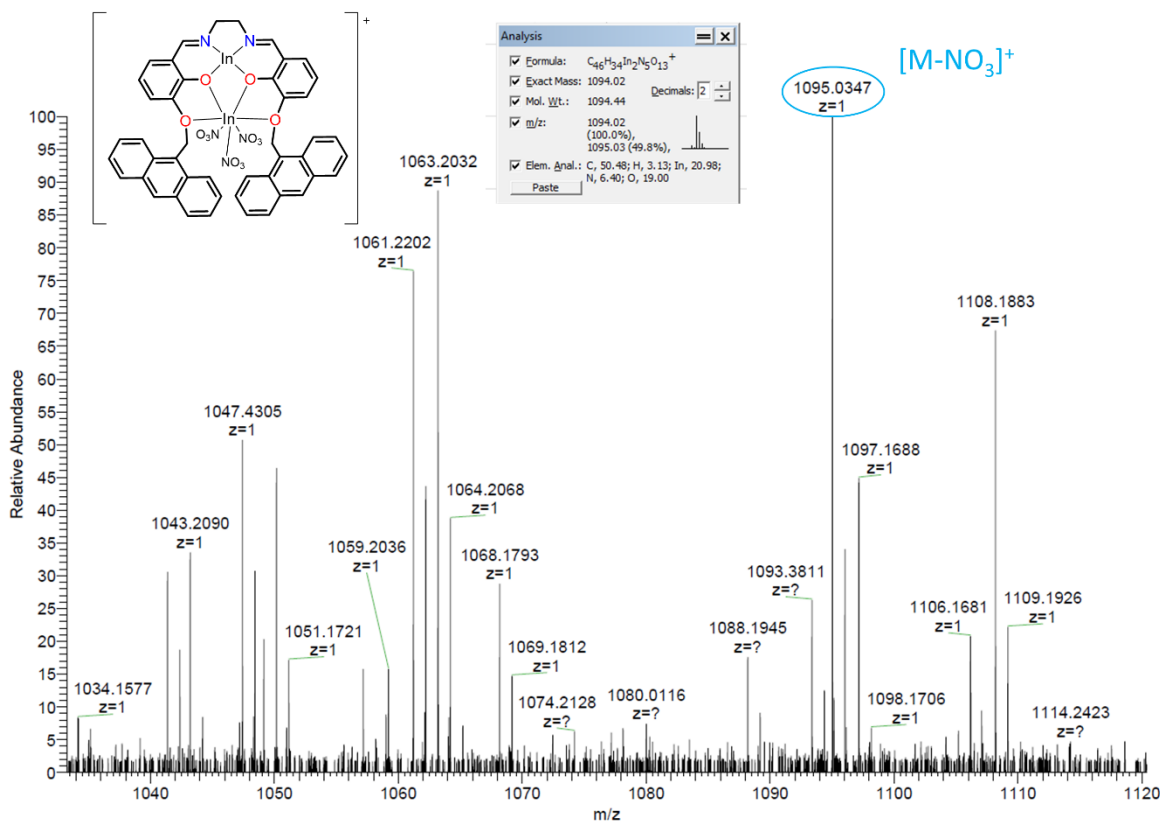 +
N
N
In
O
O
In
O
O
O₃N
NO₃
NO₃
Analysis
Formula: C₄₆H₃₄In₂N₅O₁₃⁺
Exact Mass: 1094.02
Mol. Wt.: 1094.44
Decimals: 2
m/z: 1094.02
(100.0%),
1095.03 (49.8%),
Elem. Anal.: C, 50.48; H, 3.13; In, 20.98;
N, 6.40; O, 19.00
Paste
[M-NO₃]⁺
1095.0347
z=1
1063.2032
z=1
1061.2202
z=1
1108.1883
z=1
1047.4305
z=1
1097.1688
z=1
1064.2068
z=1
1043.2090
z=1
1059.2036
z=1
1068.1793
z=1
1093.3811
z=?
1106.1681
z=1
1109.1926
z=1
1088.1945
z=?
1051.1721
z=1
1069.1812
z=1
1034.1577
z=1
1074.2128
z=?
1080.0116
z=?
1098.1706
z=1
1114.2423
z=?
Relative Abundance
100
95
90
85
80
75
70
65
60
55
50
45
40
35
30
25
20
15
10
5
0
1040
1050
1060
1070
1080
1090
1100
1110
1120
m/z